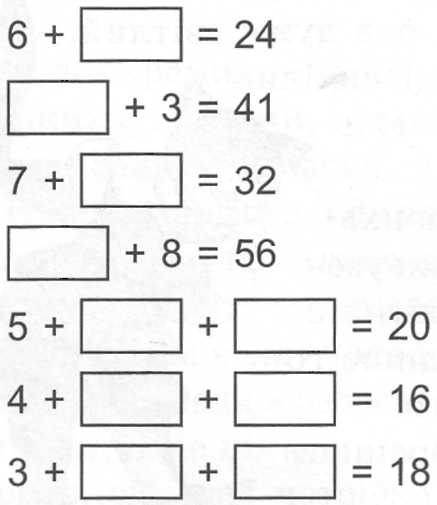 6 + □ = 24
□ + 3 = 41
7 + □ = 32
□ + 8 = 56
5 + □ + □ = 20
4 + □ + □ = 16
3 + □ + □ = 18